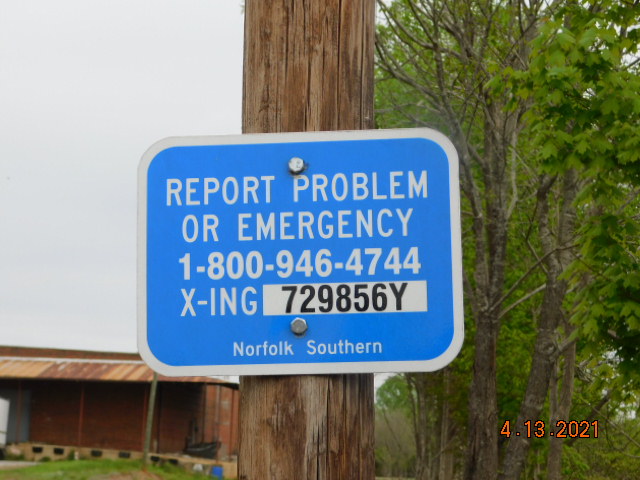 REPORT PROBLEM
OR EMERGENCY
1-800-946-4744
X-ING 729856Y
Norfolk Southern
4.13.2021